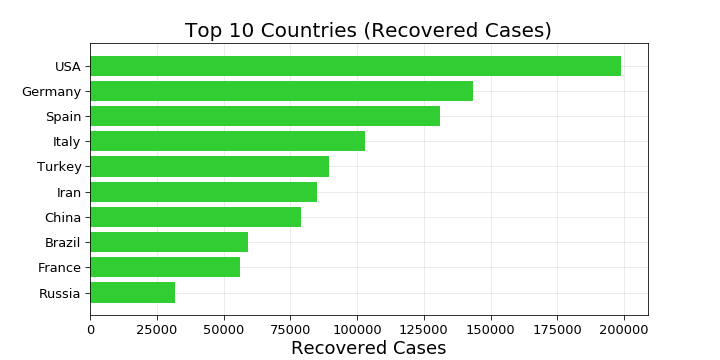 Top 10 Countries (Recovered Cases)
USA
Germany
Spain
Italy
Turkey
Iran
China
Brazil
France
Russia
0 25000 50000 75000 100000 125000 150000 175000 200000
Recovered Cases